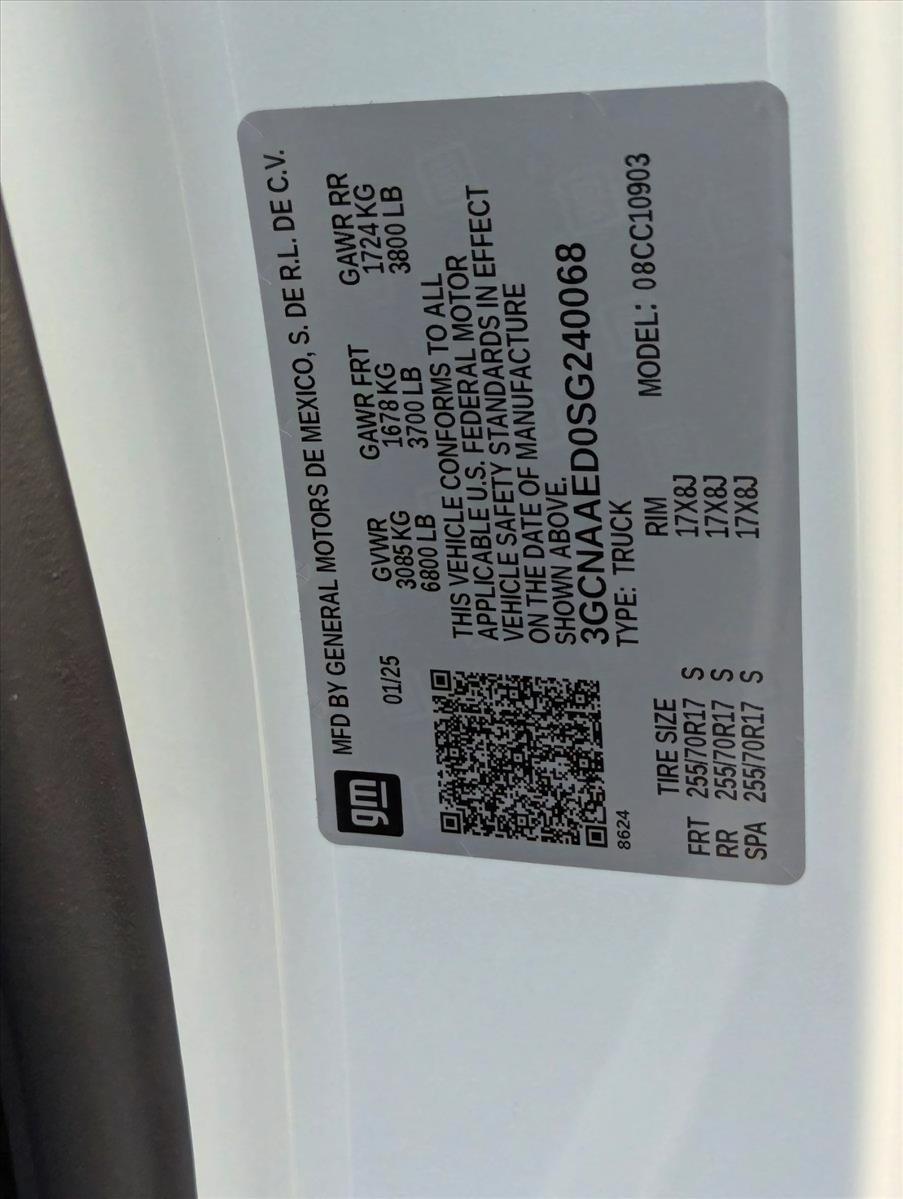 gm
MFD BY GENERAL MOTORS DE MEXICO, S. DE R.L. DE C.V.
01/25
GVWR GAWR FRT GAWR RR
3085 KG 1678 KG 1724 KG
6800 LB 3700 LB 3800 LB
THIS VEHICLE CONFORMS TO ALL
APPLICABLE U.S. FEDERAL MOTOR
VEHICLE SAFETY STANDARDS IN EFFECT
ON THE DATE OF MANUFACTURE
SHOWN ABOVE.
3GCNAAED0SG240068
8624
TYPE: TRUCK MODEL: 08CC10903
TIRE SIZE RIM
FRT 255/70R17 S 17X8J
RR 255/70R17 S 17X8J
SPA 255/70R17 S 17X8J